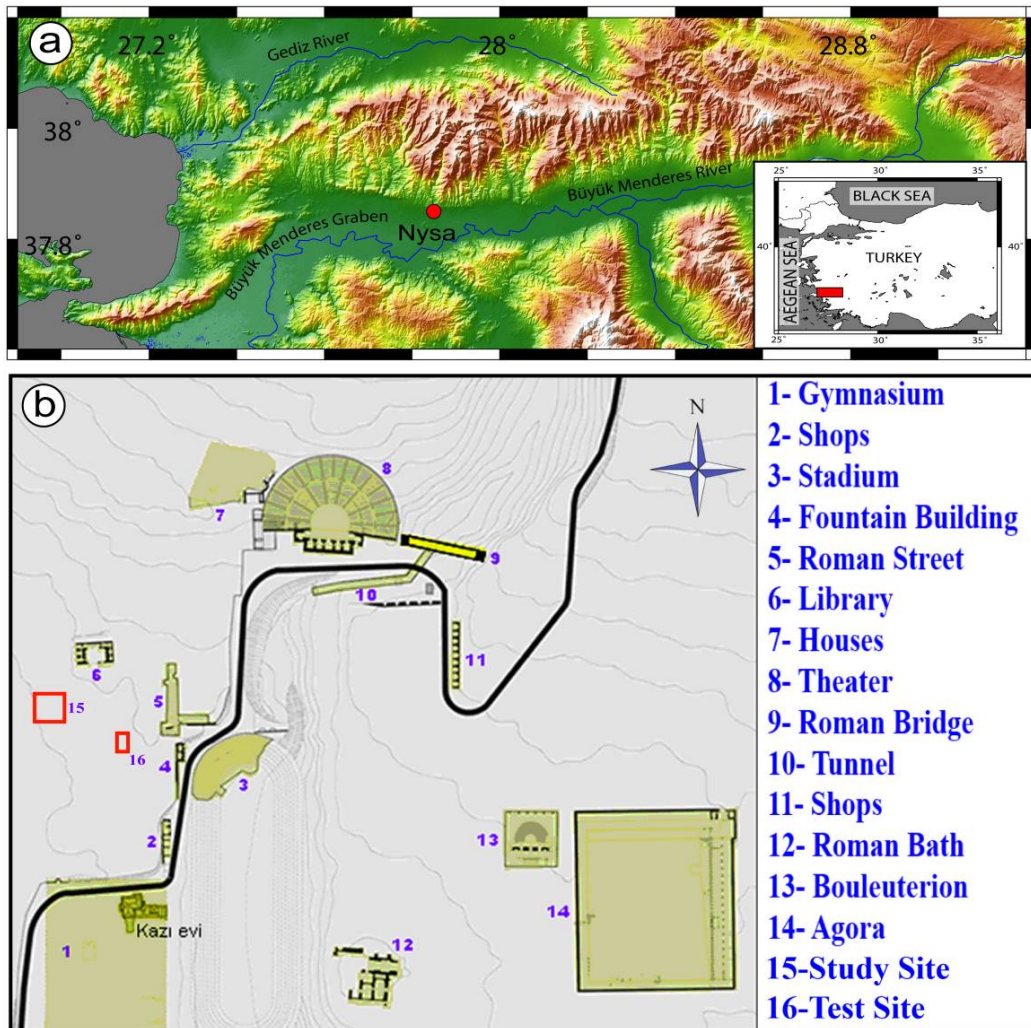 a
27.2°
28°
28.8°
Gediz River
38°
Büyük Menderes River
Büyük Menderes Graben
Nysa
37.8°
25°
30°
35°
BLACK SEA
40°
40°
AEGEAN SEA
TURKEY
25°
30°
35°
b
N
8
7
9
10
11
6
5
15
16
4
3
2
13
14
Kazı evi
1
12
1- Gymnasium
2- Shops
3- Stadium
4- Fountain Building
5- Roman Street
6- Library
7- Houses
8- Theater
9- Roman Bridge
10- Tunnel
11- Shops
12- Roman Bath
13- Bouleuterion
14- Agora
15-Study Site
16-Test Site